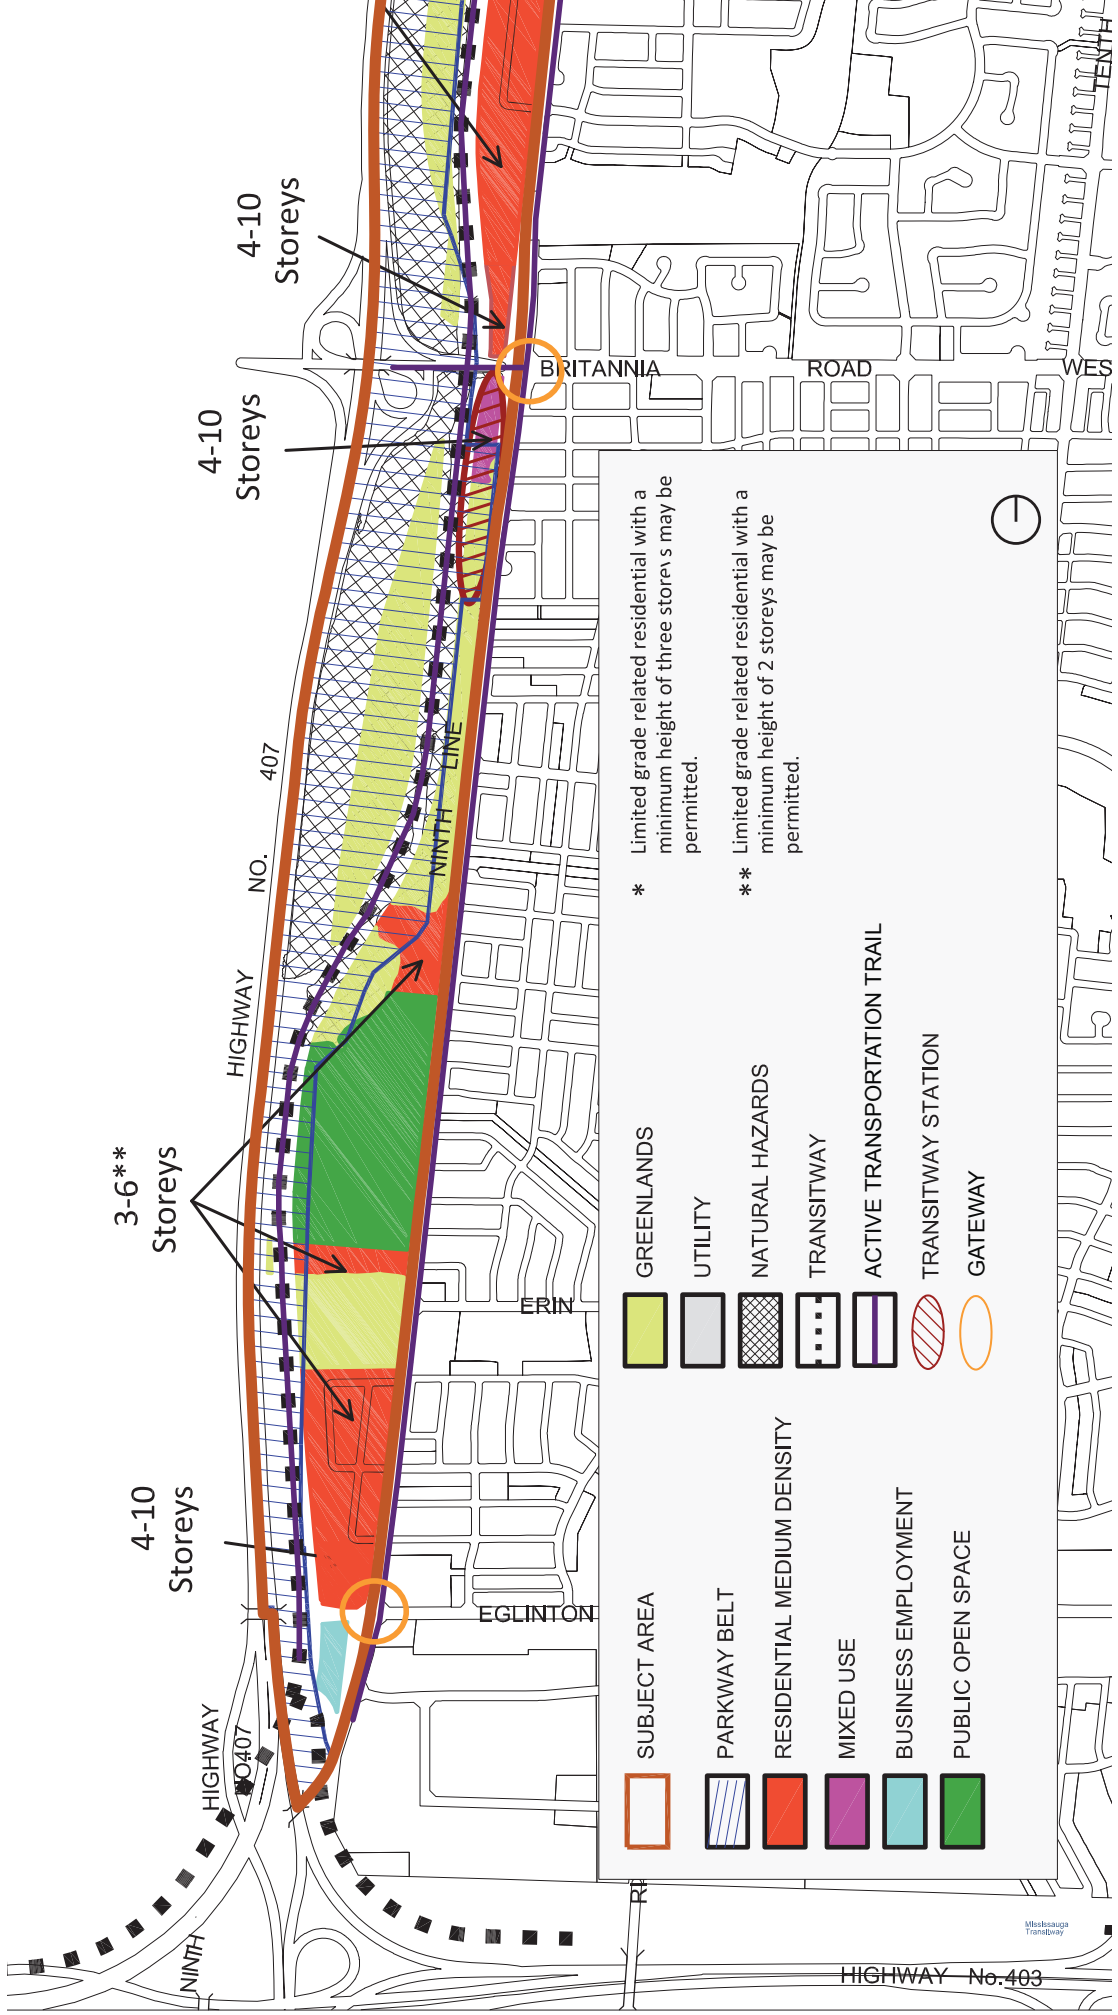 4-10
Storeys
4-10
Storeys
3-6**
Storeys
4-10
Storeys
HIGHWAY
NO.
407
NINTH
LINE
BRITANNIA
ROAD
WES
TENTH
ERIN
EGLINTON
HIGHWAY
NO407
NINTH
RI
HIGHWAY No.403
Mississauga
Transitway
SUBJECT AREA
PARKWAY BELT
RESIDENTIAL MEDIUM DENSITY
MIXED USE
BUSINESS EMPLOYMENT
PUBLIC OPEN SPACE
GREENLANDS
UTILITY
NATURAL HAZARDS
TRANSITWAY
ACTIVE TRANSPORTATION TRAIL
TRANSITWAY STATION
GATEWAY
* Limited grade related residential with a
minimum height of three storeys may be
permitted.
** Limited grade related residential with a
minimum height of 2 storeys may be
permitted.